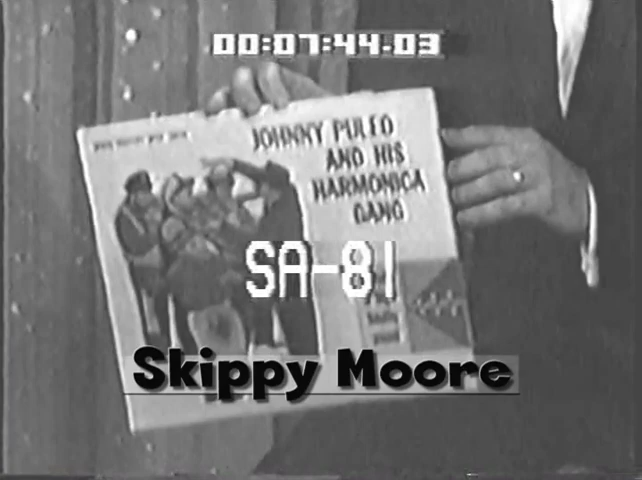 00:07:44.03
JOHNNY PULEO
AND HIS
HARMONICA
GANG
SA-81
Skippy Moore